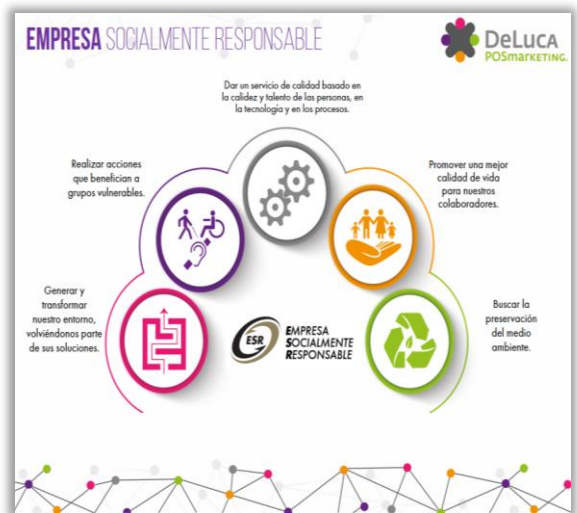 EMPRESA SOCIALMENTE RESPONSABLE
DeLuca
POSmarketing.
Dar un servicio de calidad basado en
la calidez y talento de las personas, en
la tecnología y en los procesos.
Realizar acciones
que benefician a
grupos vulnerables.
Promover una mejor
calidad de vida
para nuestros
colaboradores.
Generar y
transformar
nuestro entorno,
volviéndonos parte
de sus soluciones.
Buscar la
preservación
del medio
ambiente.
ESR
EMPRESA
SOCIALMENTE
RESPONSABLE